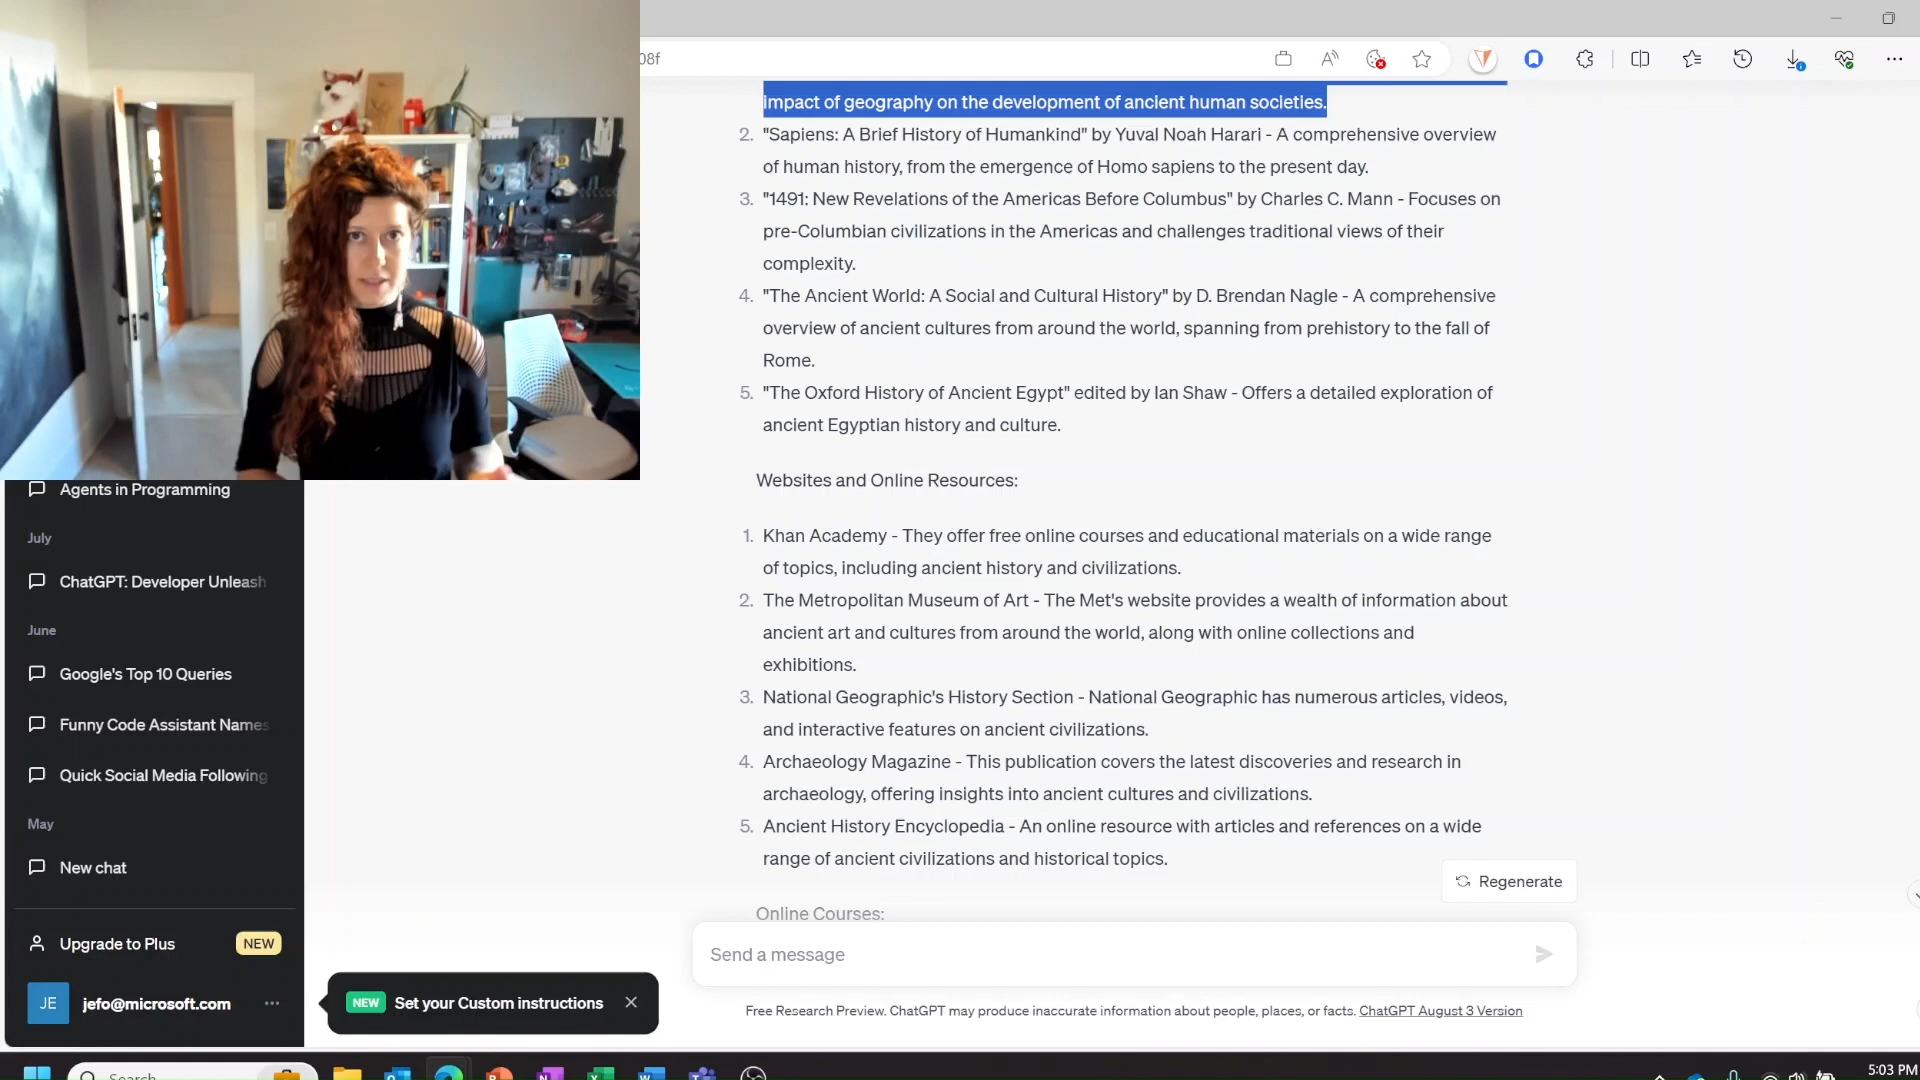 08f
impact of geography on the development of ancient human societies.
2. "Sapiens: A Brief History of Humankind" by Yuval Noah Harari - A comprehensive overview
of human history, from the emergence of Homo sapiens to the present day.
3. "1491: New Revelations of the Americas Before Columbus" by Charles C. Mann - Focuses on
pre-Columbian civilizations in the Americas and challenges traditional views of their
complexity.
4. "The Ancient World: A Social and Cultural History" by D. Brendan Nagle - A comprehensive
overview of ancient cultures from around the world, spanning from prehistory to the fall of
Rome.
5. "The Oxford History of Ancient Egypt" edited by Ian Shaw - Offers a detailed exploration of
ancient Egyptian history and culture.
Websites and Online Resources:
1. Khan Academy - They offer free online courses and educational materials on a wide range
of topics, including ancient history and civilizations.
2. The Metropolitan Museum of Art - The Met's website provides a wealth of information about
ancient art and cultures from around the world, along with online collections and
exhibitions.
3. National Geographic's History Section - National Geographic has numerous articles, videos,
and interactive features on ancient civilizations.
4. Archaeology Magazine - This publication covers the latest discoveries and research in
archaeology, offering insights into ancient cultures and civilizations.
5. Ancient History Encyclopedia - An online resource with articles and references on a wide
range of ancient civilizations and historical topics.
Online Courses:
Regenerate
Send a message
Free Research Preview. ChatGPT may produce inaccurate information about people, places, or facts. ChatGPT August 3 Version
Agents in Programming
July
ChatGPT: Developer Unleash
June
Google's Top 10 Queries
Funny Code Assistant Names
Quick Social Media Following
May
New chat
Upgrade to Plus NEW
JE jefo@microsoft.com ...
NEW Set your Custom instructions
Search
5:03 PM